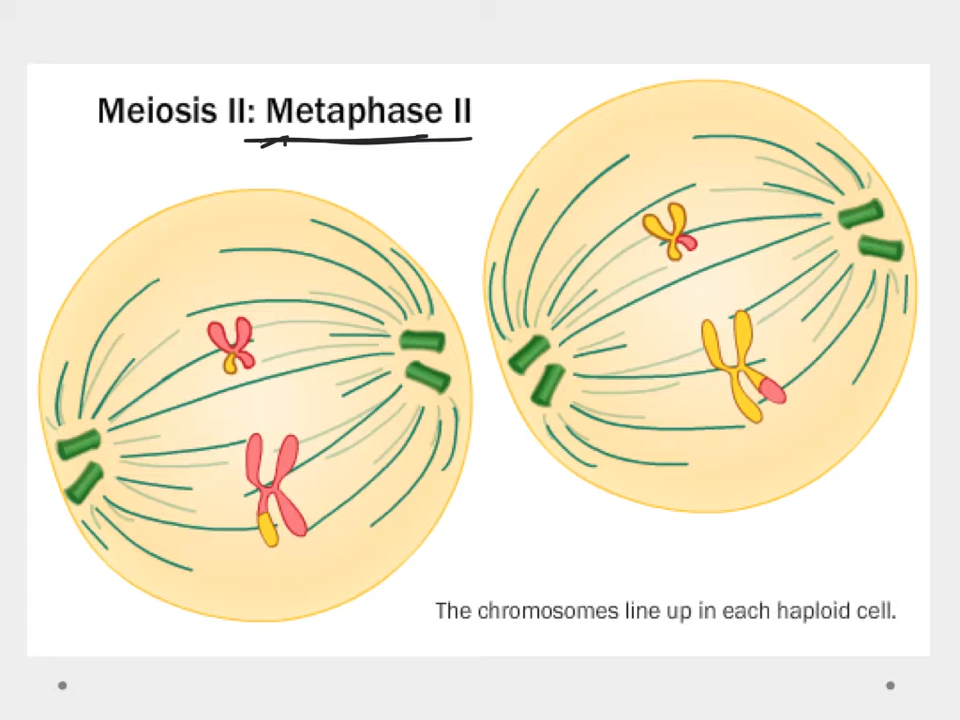 Meiosis II: Metaphase II
The chromosomes line up in each haploid cell.